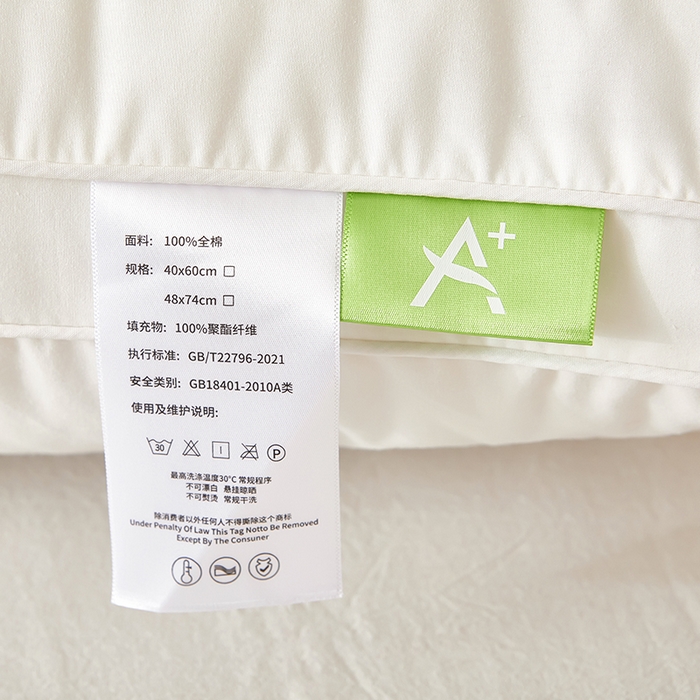 面料: 100%全棉
规格: 40x60cm
48x74cm
填充物: 100%聚酯纤维
执行标准: GB/T22796-2021
安全类别: GB18401-2010A类
使用及维护说明:
30
P
最高洗涤温度30°C 常规程序
不可漂白 悬挂晾晒
不可熨烫 常规干洗
除消费者以外任何人不得撕除这个商标
Under Penalty Of Law This Tag Notto Be Removed
Except By The Consuner
A+